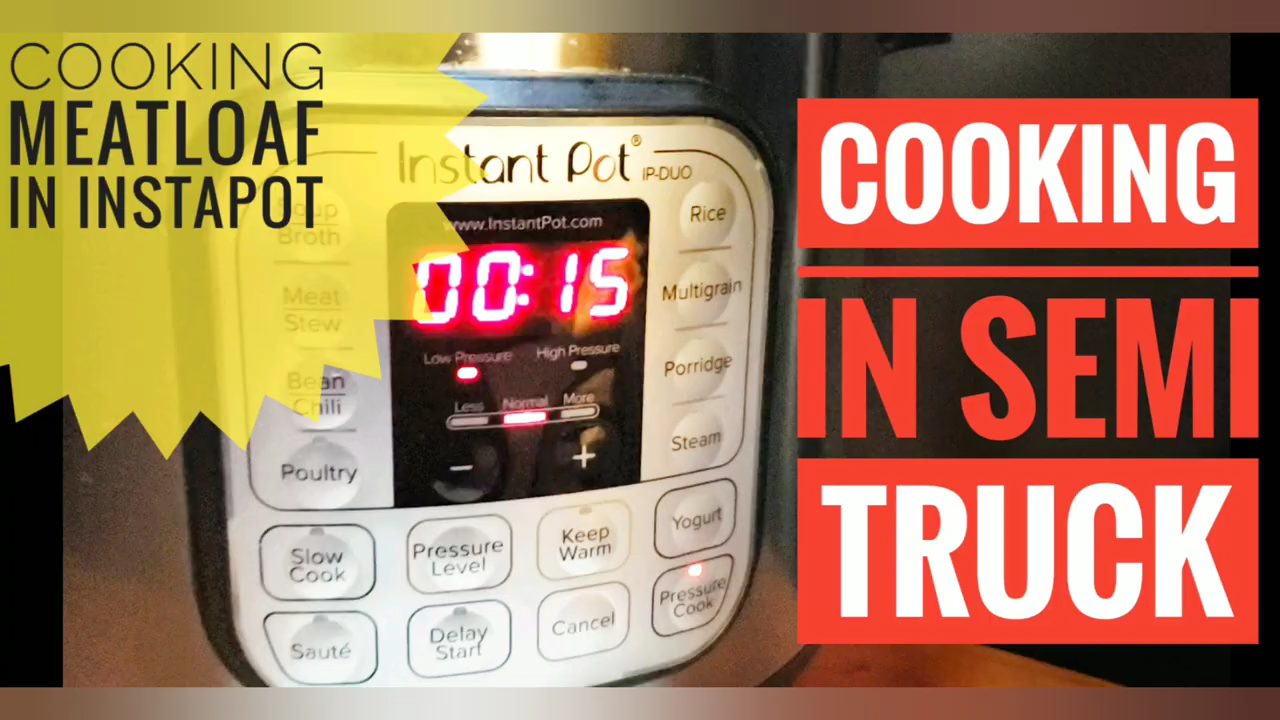 COOKING
MEATLOAF
IN INSTAPOT
COOKING
IN SEMI
TRUCK
Instant Pot®
IP-DUO
www.InstantPot.com
00:15
Low Pressure
High Pressure
Less
Normal
More
−
+
Soup
Broth
Meat
Stew
Bean
Chili
Poultry
Rice
Multigrain
Porridge
Steam
Slow
Cook
Pressure
Level
Keep
Warm
Yogurt
Sauté
Delay
Start
Cancel
Pressure
Cook